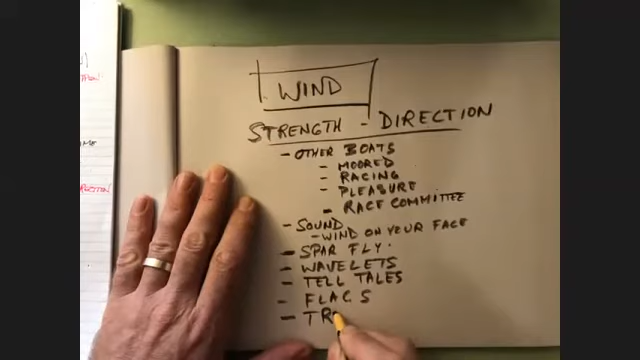 WIND
STRENGTH - DIRECTION
- OTHER BOATS
- MOORED
- RACING
- PLEASURE
- RACE COMMITTEE
- SOUND
- WIND ON YOUR FACE
- SPAR FLY.
- WAVELETS
- TELL TALES
- FLAGS
- TR